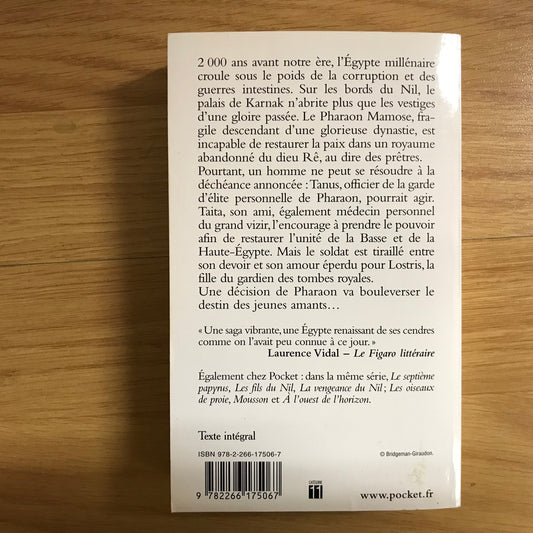 2 000 ans avant notre ère, l'Égypte millénaire
croule sous le poids de la corruption et des
guerres intestines. Sur les bords du Nil, le
palais de Karnak n'abrite plus que les vestiges
d'une gloire passée. Le Pharaon Mamose, fra-
gile descendant d'une glorieuse dynastie, est
incapable de restaurer la paix dans un royaume
abandonné du dieu Rê, au dire des prêtres.
Pourtant, un homme ne peut se résoudre à la
déchéance annoncée : Tanus, officier de la garde
d'élite personnelle de Pharaon, pourrait agir.
Taita, son ami, également médecin personnel
du grand vizir, l'encourage à prendre le pouvoir
afin de restaurer l'unité de la Basse et de la
Haute-Égypte. Mais le soldat est tiraillé entre
son devoir et son amour éperdu pour Lostris, la
fille du gardien des tombes royales.
Une décision de Pharaon va bouleverser le
destin des jeunes amants…
« Une saga vibrante, une Égypte renaissant de ses cendres
comme on l'avait peu connue à ce jour. »
Laurence Vidal – Le Figaro littéraire
Également chez Pocket : dans la même série, Le septième
papyrus, Les fils du Nil, La vengeance du Nil ; Les oiseaux
de proie, Mousson et À l'ouest de l'horizon.
Texte intégral
ISBN 978-2-266-17506-7
© Bridgeman-Giraudon.
CATÉGORIE
11
9 782266 175067
www.pocket.fr